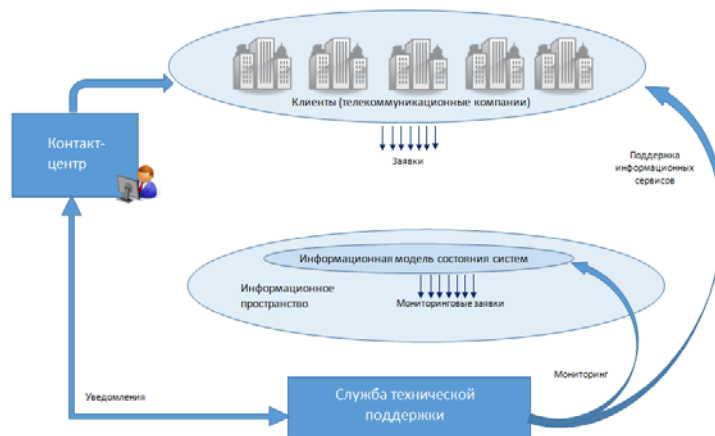 Клиенты (телекоммуникационные компании)
Контакт-
центр
Заявки
Поддержка
информационных
сервисов
Информационная модель состояния систем
Информационное
пространство
Мониторинговые заявки
Мониторинг
Уведомления
Служба технической
поддержки